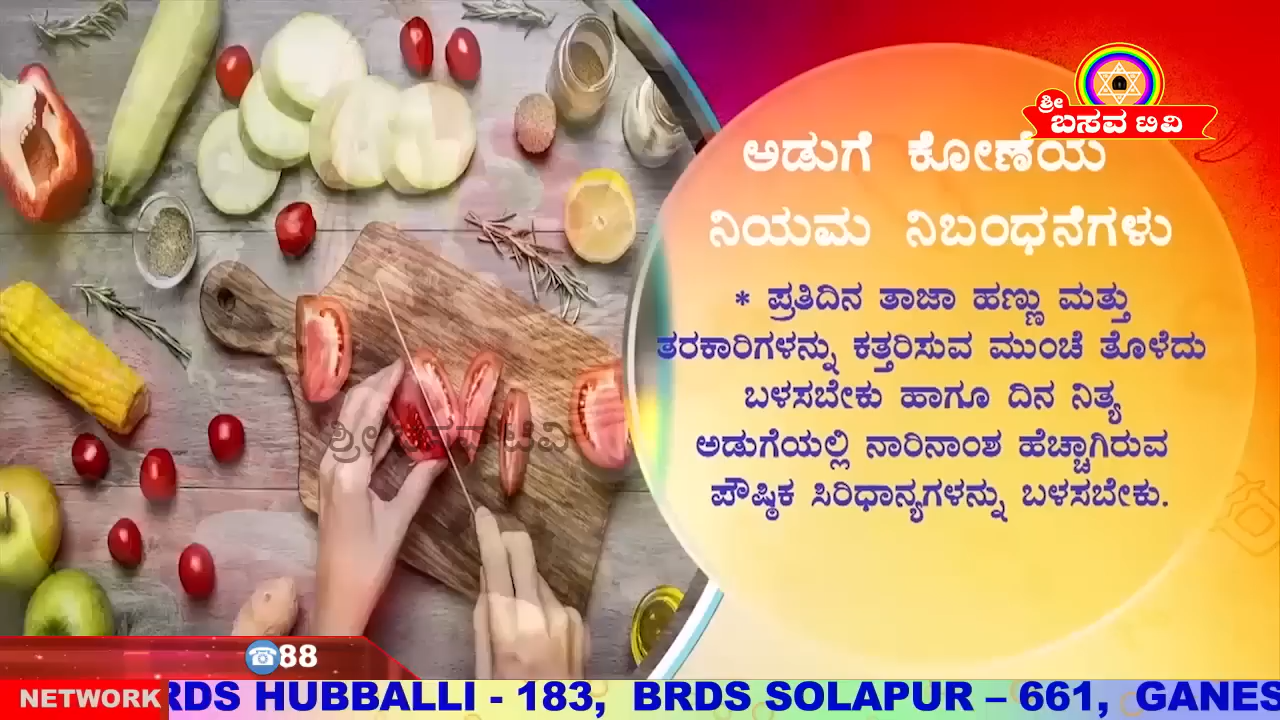 ಶ್ರೀ
ಬಸವ ಟಿವಿ
ಅಡುಗೆ ಕೋಣೆಯ
ನಿಯಮ ನಿಬಂಧನೆಗಳು
* ಪ್ರತಿದಿನ ತಾಜಾ ಹಣ್ಣು ಮತ್ತು
ತರಕಾರಿಗಳನ್ನು ಕತ್ತರಿಸುವ ಮುಂಚೆ ತೊಳೆದು
ಬಳಸಬೇಕು ಹಾಗೂ ದಿನ ನಿತ್ಯ
ಅಡುಗೆಯಲ್ಲಿ ನಾರಿನಾಂಶ ಹೆಚ್ಚಾಗಿರುವ
ಪೌಷ್ಠಿಕ ಸಿರಿಧಾನ್ಯಗಳನ್ನು ಬಳಸಬೇಕು.
ಶ್ರೀ ಬಸವ ಟಿವಿ
☎88
NETWORK RDS HUBBALLI - 183, BRDS SOLAPUR – 661, GANES